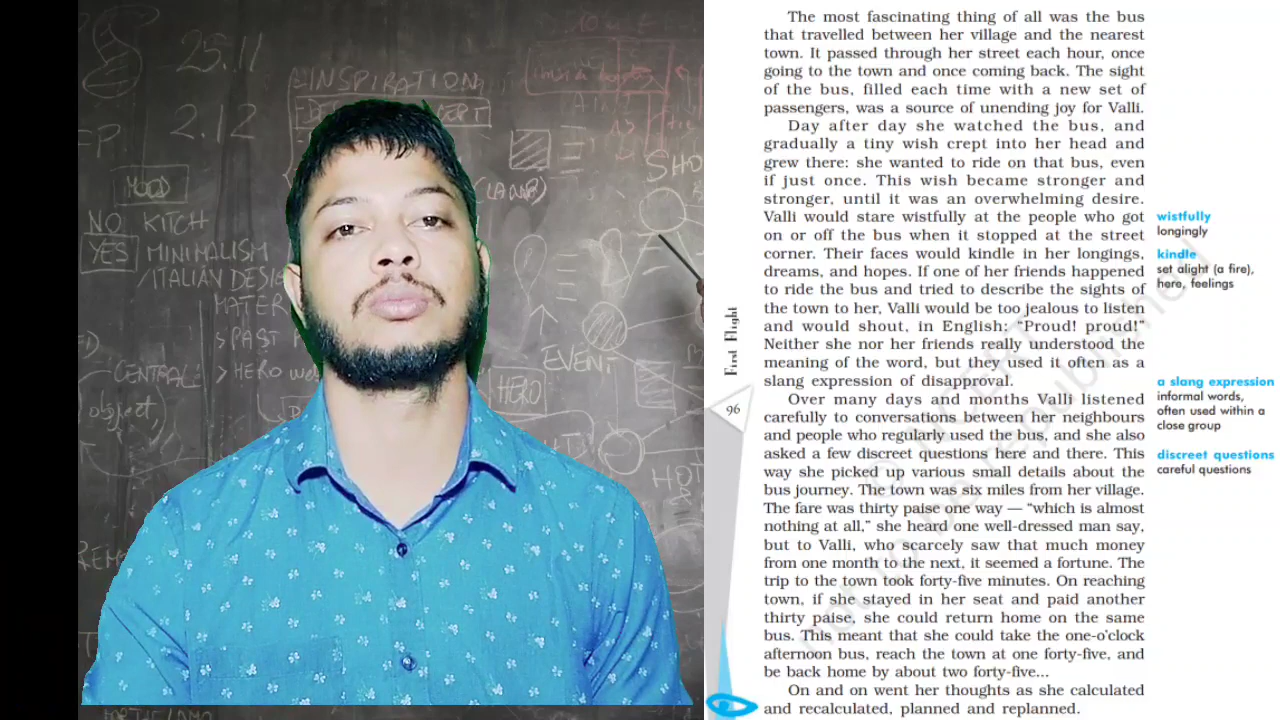 25.11
2.12
INSPIRATION
MOOD
NO KITCH
YES MINIMALISM
ITALIAN DESIG
MATER
PAST
CENTRAL
> HERO
object)
EVENT
HERO
SHO
HOT
The most fascinating thing of all was the bus
that travelled between her village and the nearest
town. It passed through her street each hour, once
going to the town and once coming back. The sight
of the bus, filled each time with a new set of
passengers, was a source of unending joy for Valli.
Day after day she watched the bus, and
gradually a tiny wish crept into her head and
grew there: she wanted to ride on that bus, even
if just once. This wish became stronger and
stronger, until it was an overwhelming desire.
Valli would stare wistfully at the people who got
on or off the bus when it stopped at the street
corner. Their faces would kindle in her longings,
dreams, and hopes. If one of her friends happened
to ride the bus and tried to describe the sights of
the town to her, Valli would be too jealous to listen
and would shout, in English: “Proud! proud!”
Neither she nor her friends really understood the
meaning of the word, but they used it often as a
slang expression of disapproval.
Over many days and months Valli listened
carefully to conversations between her neighbours
and people who regularly used the bus, and she also
asked a few discreet questions here and there. This
way she picked up various small details about the
bus journey. The town was six miles from her village.
The fare was thirty paise one way — “which is almost
nothing at all,” she heard one well-dressed man say,
but to Valli, who scarcely saw that much money
from one month to the next, it seemed a fortune. The
trip to the town took forty-five minutes. On reaching
town, if she stayed in her seat and paid another
thirty paise, she could return home on the same
bus. This meant that she could take the one-o’clock
afternoon bus, reach the town at one forty-five, and
be back home by about two forty-five...
On and on went her thoughts as she calculated
and recalculated, planned and replanned.
wistfully
longingly
kindle
set alight (a fire),
here, feelings
a slang expression
informal words,
often used within a
close group
discreet questions
careful questions
First Flight
96
not to be republished